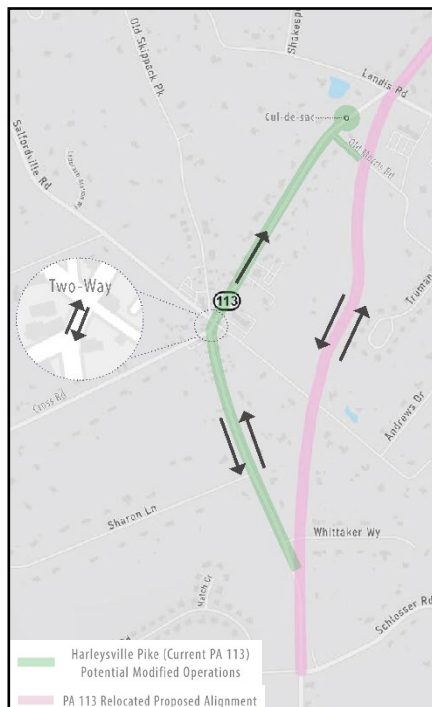 Old Skippack Pk
Landis Rd
Cul-de-sac
Old Morris Rd
Salfordville Rd
113
Two-Way
Truman
Cross Rd
Andrews Dr
Sharon Ln
Whittaker Wy
Match Cr
Schlosser Rd
Harleysville Pike (Current PA 113)
Potential Modified Operations
PA 113 Relocated Proposed Alignment